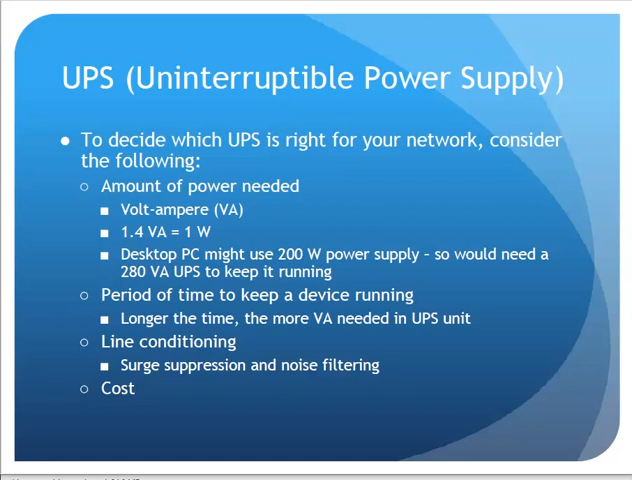 UPS (Uninterruptible Power Supply)
● To decide which UPS is right for your network, consider
the following:
○ Amount of power needed
■ Volt-ampere (VA)
■ 1.4 VA = 1 W
■ Desktop PC might use 200 W power supply – so would need a
280 VA UPS to keep it running
○ Period of time to keep a device running
■ Longer the time, the more VA needed in UPS unit
○ Line conditioning
■ Surge suppression and noise filtering
○ Cost